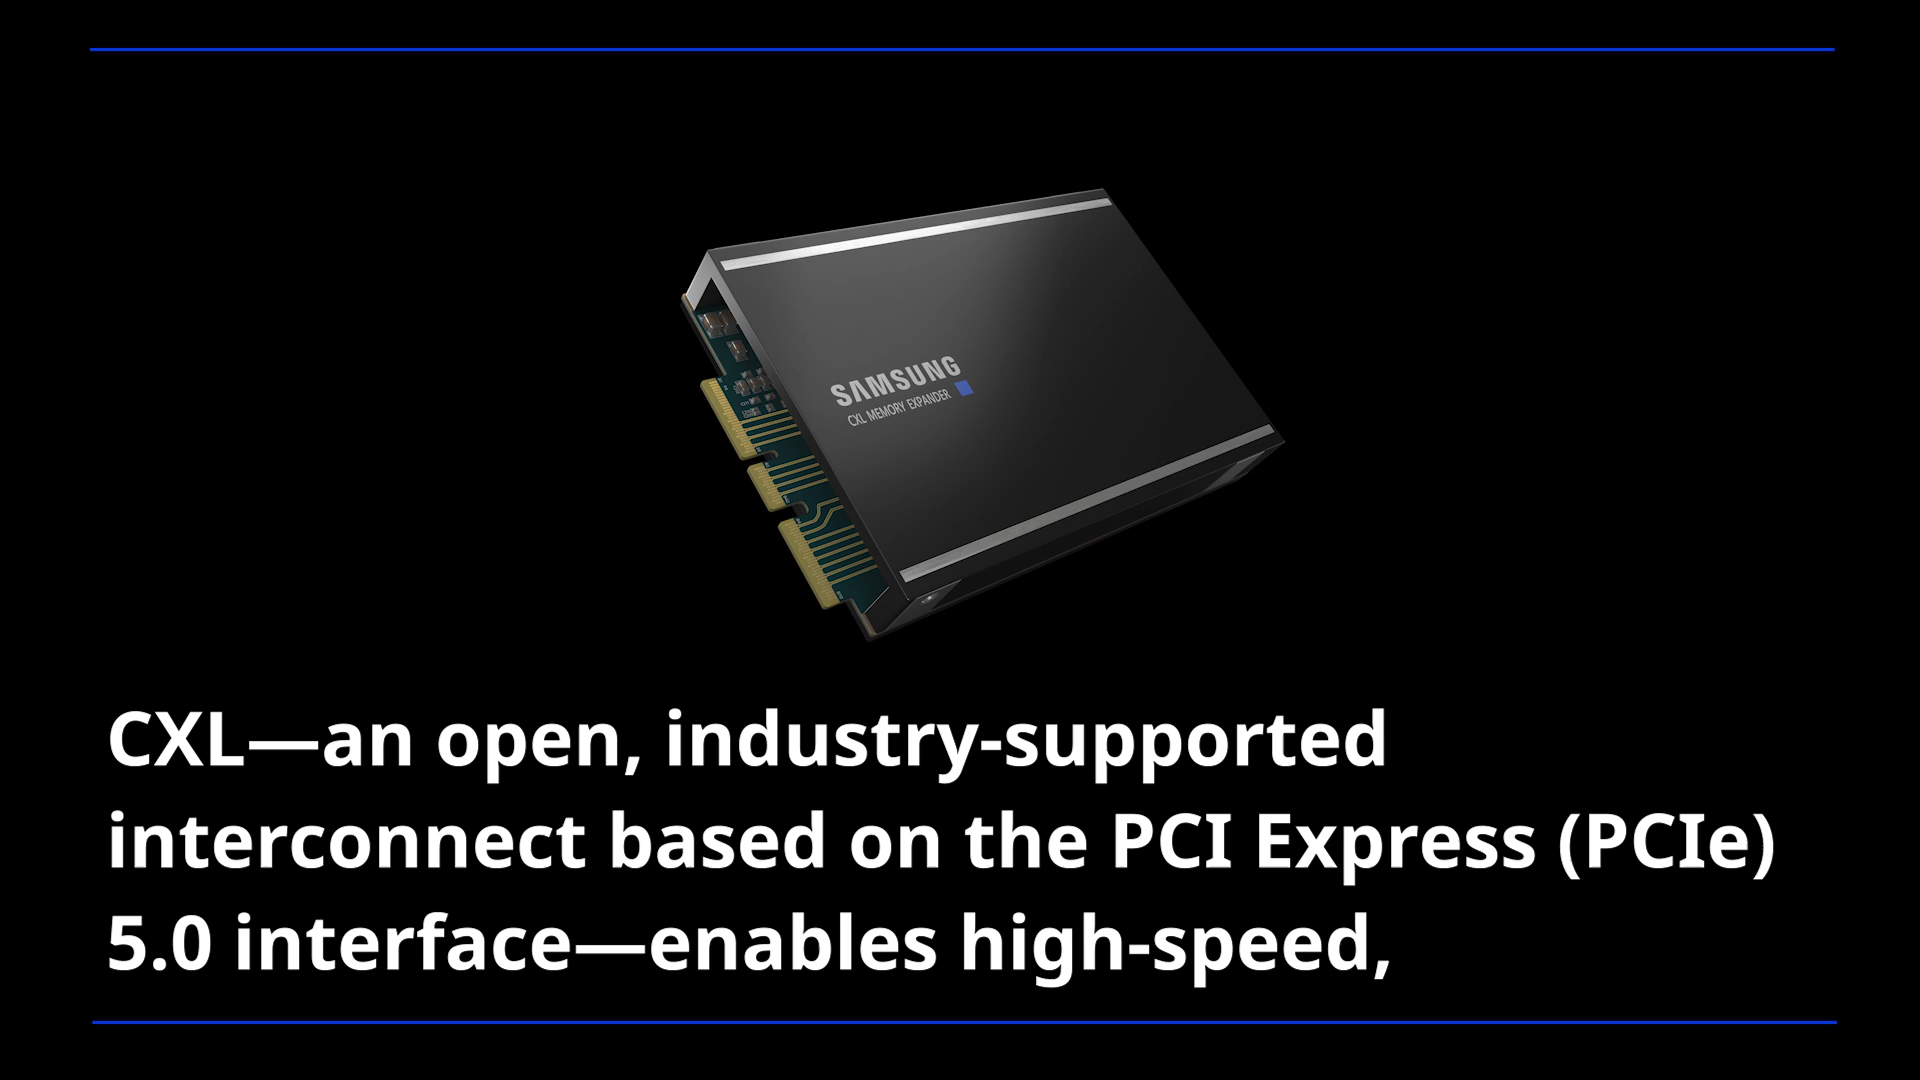 SAMSUNG
CXL MEMORY EXPANDER
CXL—an open, industry-supported
interconnect based on the PCI Express (PCIe)
5.0 interface—enables high-speed,